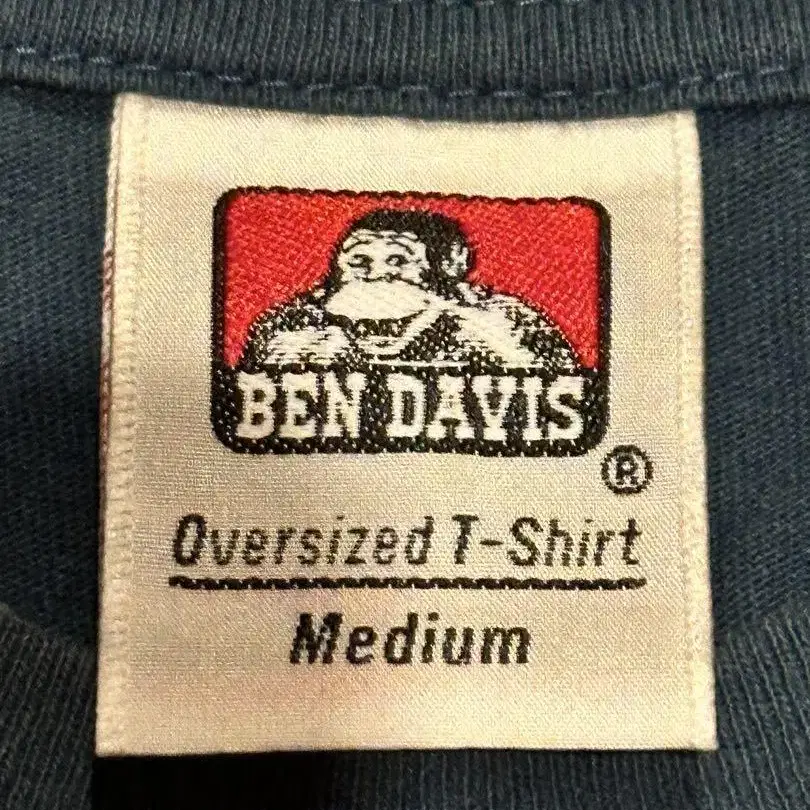 BEN DAVIS
®
Oversized T-Shirt
Medium